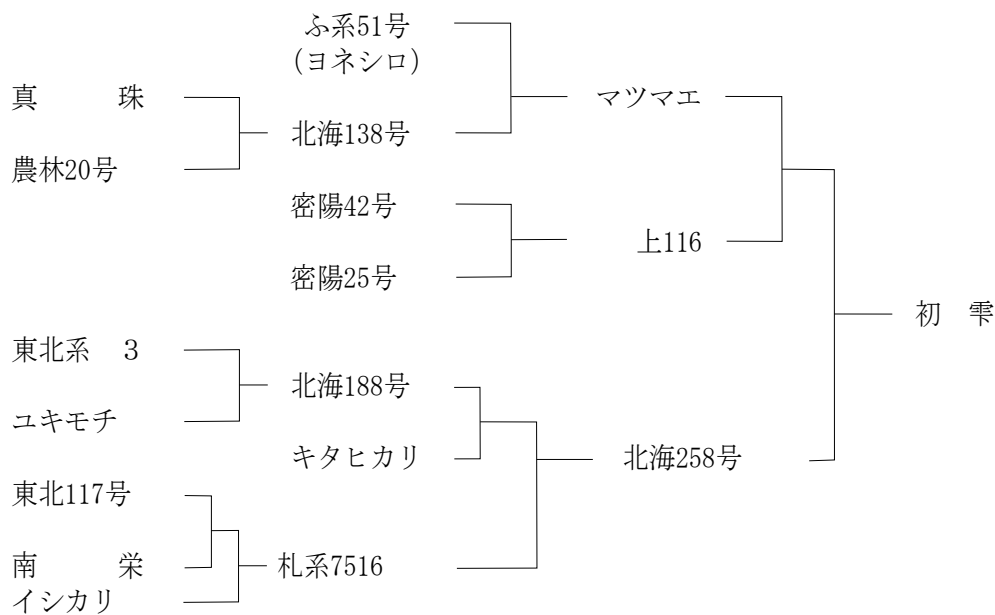 ふ系51号
(ヨネシロ)
真　　珠
マツマエ
北海138号
農林20号
密陽42号
上116
密陽25号
初　雫
東北系　3
北海188号
ユキモチ
キタヒカリ
北海258号
東北117号
南　　栄
札系7516
イシカリ